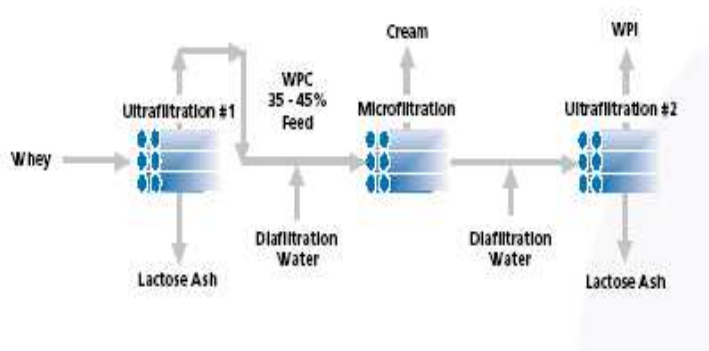 Cream
WPI
WPC
35 - 45%
Feed
Ultrafiltration #1
Microfiltration
Ultrafiltration #2
Whey
Diafiltration
Water
Diafiltration
Water
Lactose Ash
Lactose Ash